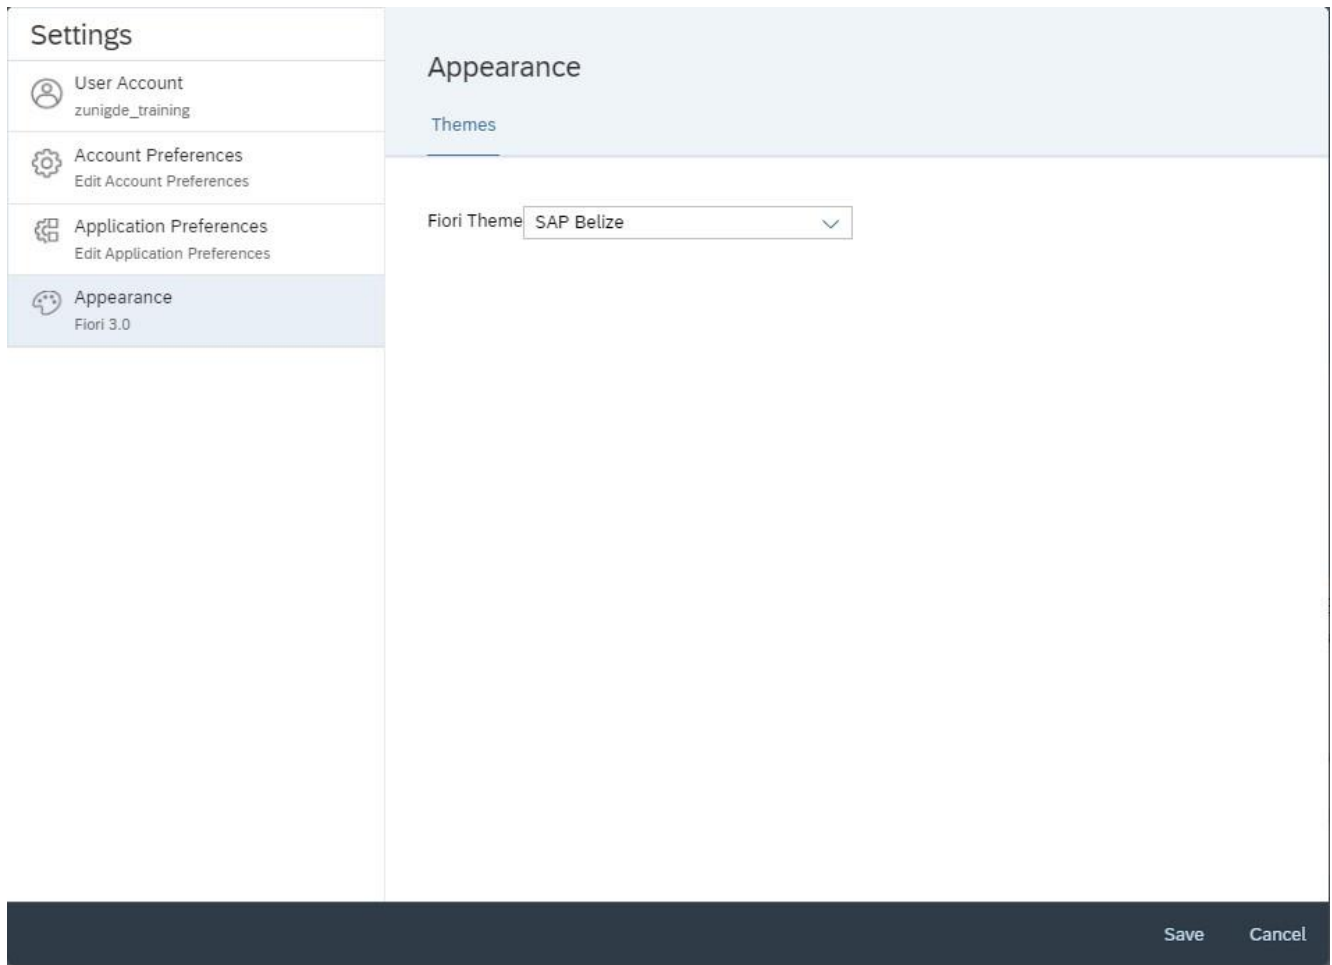 Settings
User Account
zunigde_training
Account Preferences
Edit Account Preferences
Application Preferences
Edit Application Preferences
Appearance
Fiori 3.0
Appearance
Themes
Fiori Theme SAP Belize
Save Cancel